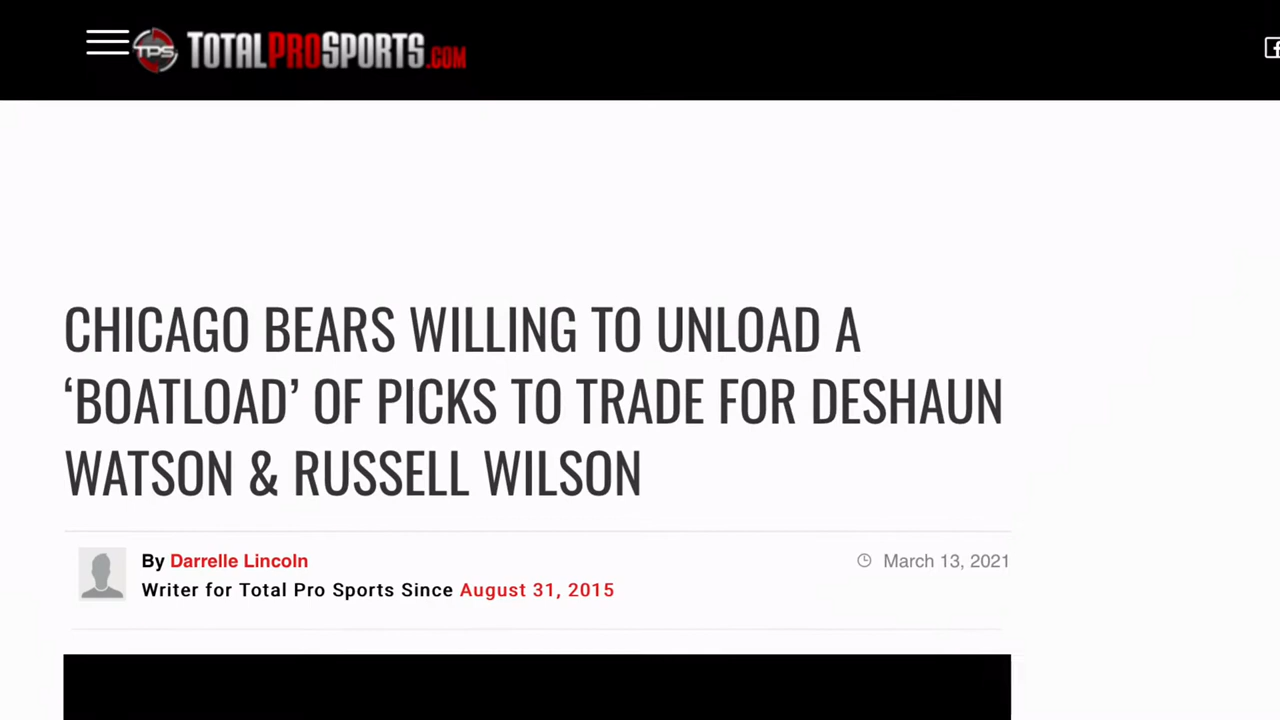 TPS TOTALPROSPORTS.COM
CHICAGO BEARS WILLING TO UNLOAD A
‘BOATLOAD’ OF PICKS TO TRADE FOR DESHAUN
WATSON & RUSSELL WILSON
By Darrelle Lincoln
March 13, 2021
Writer for Total Pro Sports Since August 31, 2015